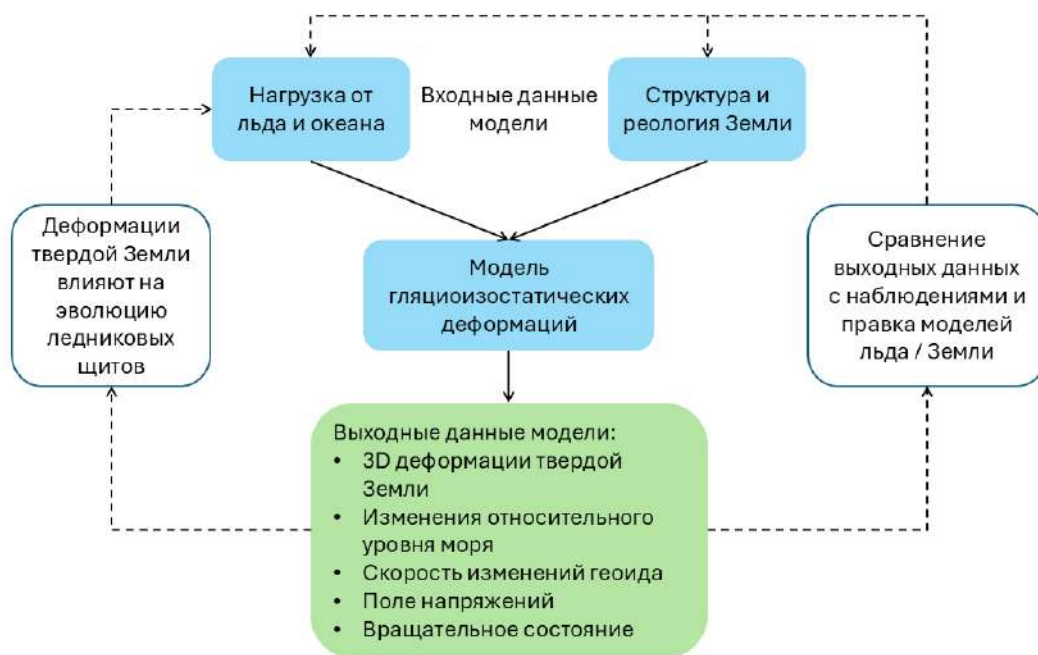 Нагрузка от
льда и океана
Входные данные
модели
Структура и
реология Земли
Деформации
твердой Земли
влияют на
эволюцию
ледниковых
щитов
Модель
гляциоизостатических
деформаций
Сравнение
выходных данных
с наблюдениями и
правка моделей
льда / Земли
Выходные данные модели:
• 3D деформации твердой
Земли
• Изменения относительного
уровня моря
• Скорость изменений геоида
• Поле напряжений
• Вращательное состояние